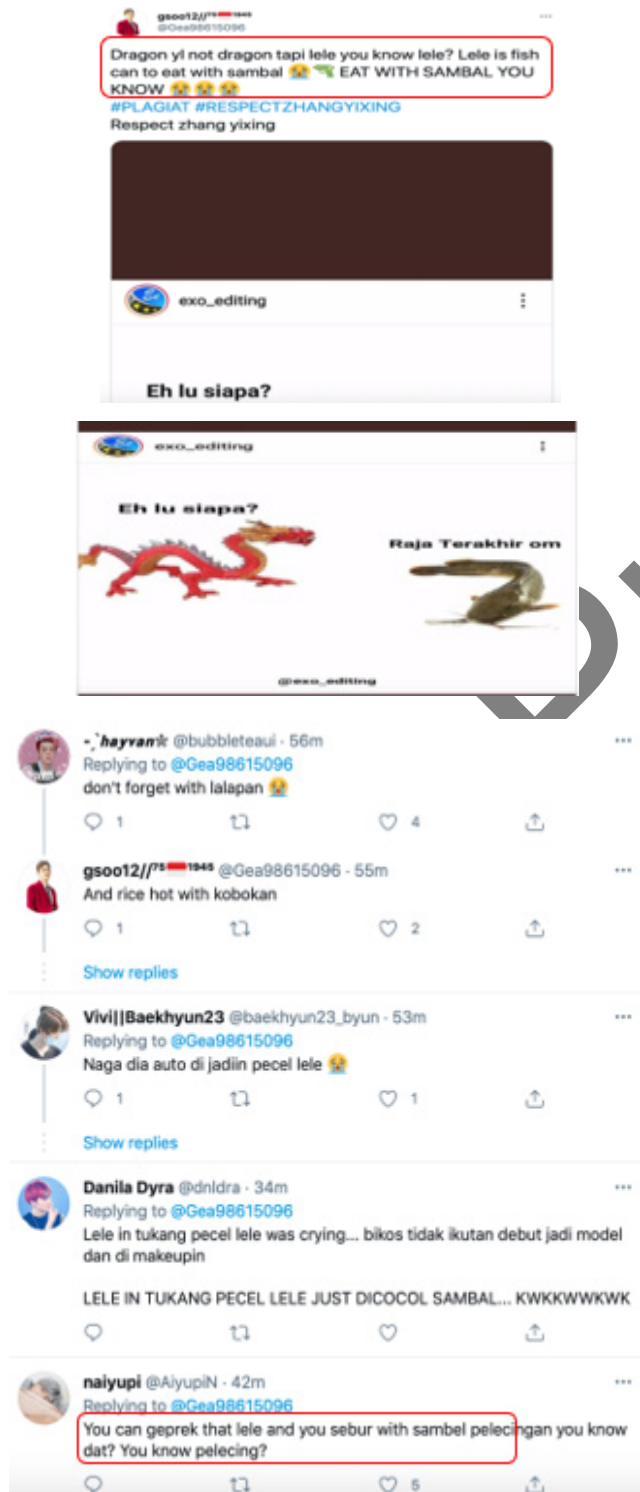 gsoo12//⁷⁵🇮🇩¹⁹⁴⁵
@Gea98615096
Dragon yl not dragon tapi lele you know lele? Lele is fish
can to eat with sambal 😭🔫 EAT WITH SAMBAL YOU
KNOW 😭😭😭
#PLAGIAT #RESPECTZHANGYIXING
Respect zhang yixing
exo_editing
Eh lu siapa?
exo_editing
Eh lu siapa?
Raja Terakhir om
@exo_editing
- ̗̀ hayvan @bubbleteaui · 56m
Replying to @Gea98615096
don't forget with lalapan 😭
1 4
gsoo12//⁷⁵🇮🇩¹⁹⁴⁵ @Gea98615096 · 55m
And rice hot with kobokan
1 2
Show replies
Vivi||Baekhyun23 @baekhyun23_byun · 53m
Replying to @Gea98615096
Naga dia auto di jadiin pecel lele 😭
1 1
Show replies
Danila Dyra @dnldra · 34m
Replying to @Gea98615096
Lele in tukang pecel lele was crying... bikos tidak ikutan debut jadi model
dan di makeupin
LELE IN TUKANG PECEL LELE JUST DICOCOL SAMBAL... KWKKWWKWK
naiyupi @AiyupiN · 42m
Replying to @Gea98615096
You can geprek that lele and you sebur with sambel pelecingan you know
dat? You know pelecing?
5